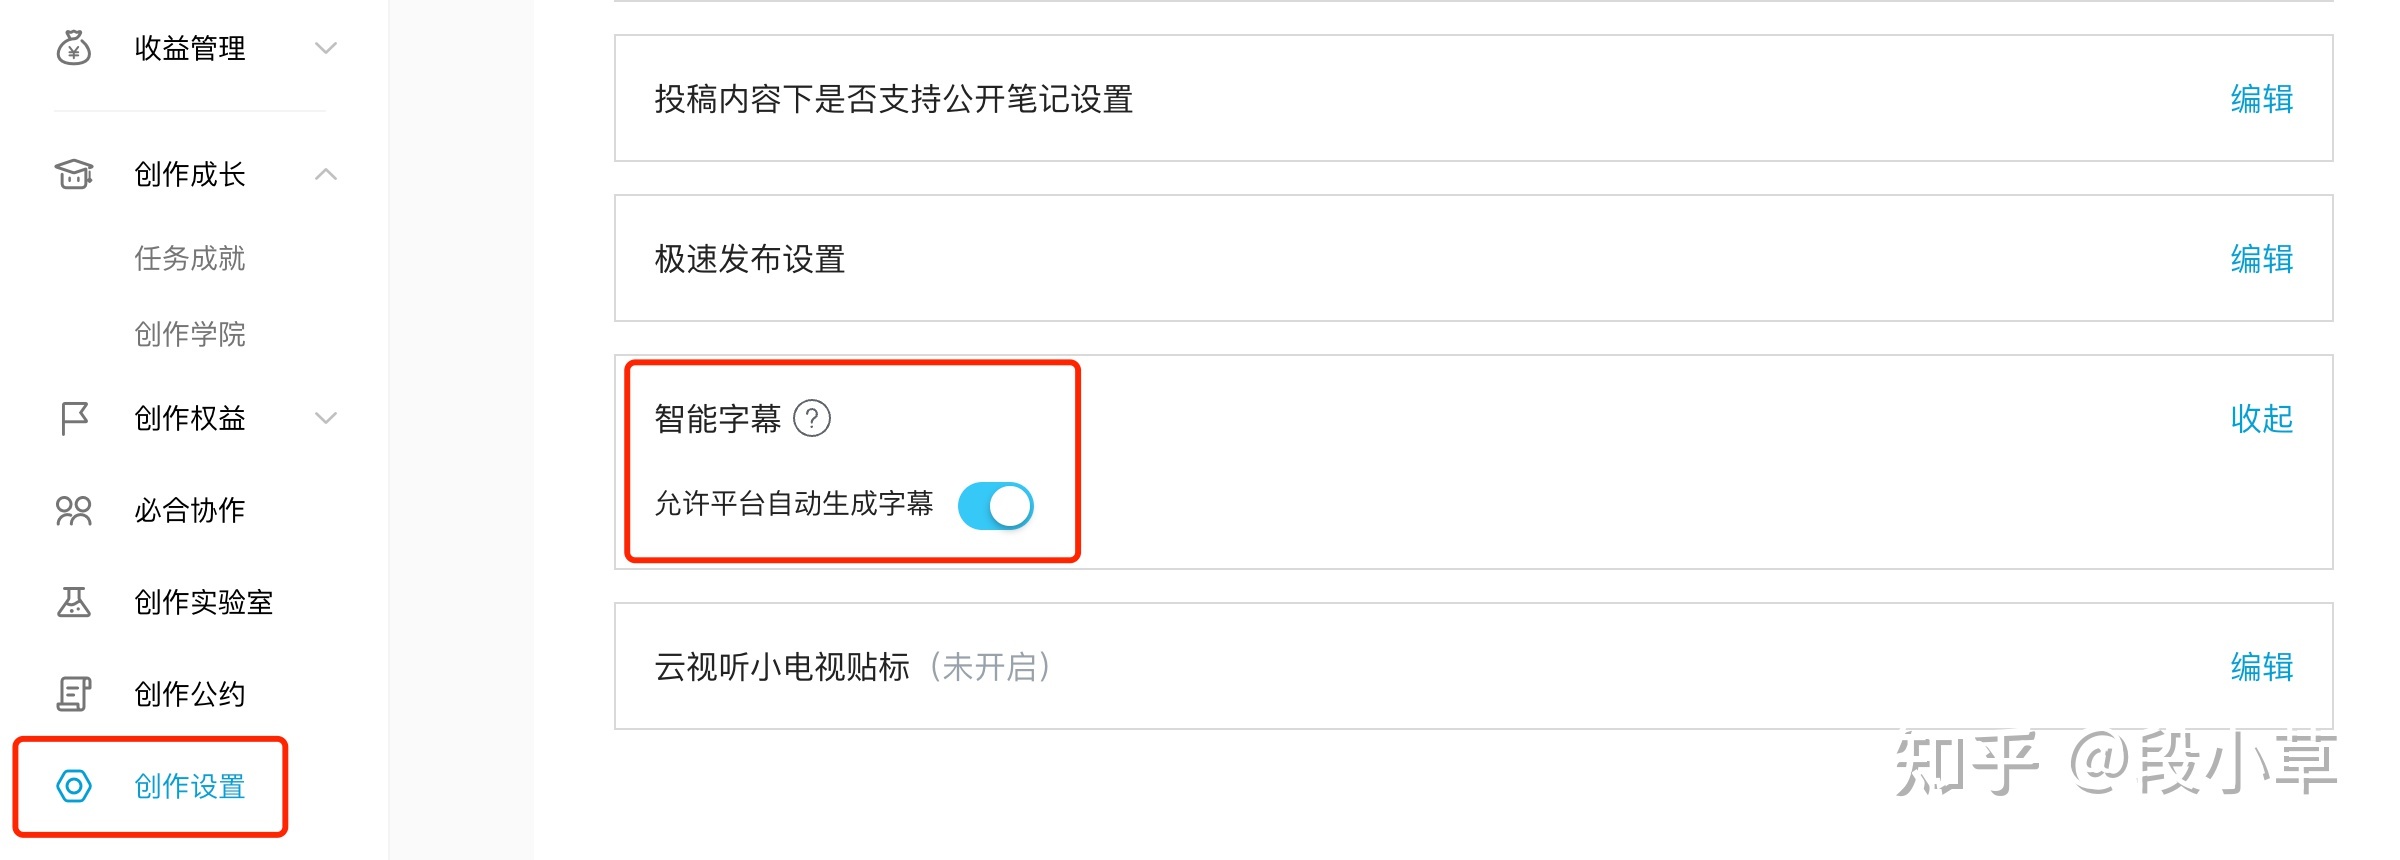 收益管理
创作成长
任务成就
创作学院
创作权益
必合协作
创作实验室
创作公约
创作设置
投稿内容下是否支持公开笔记设置
编辑
极速发布设置
编辑
智能字幕 ?
收起
允许平台自动生成字幕
云视听小电视贴标（未开启）
编辑
知乎 @段小草